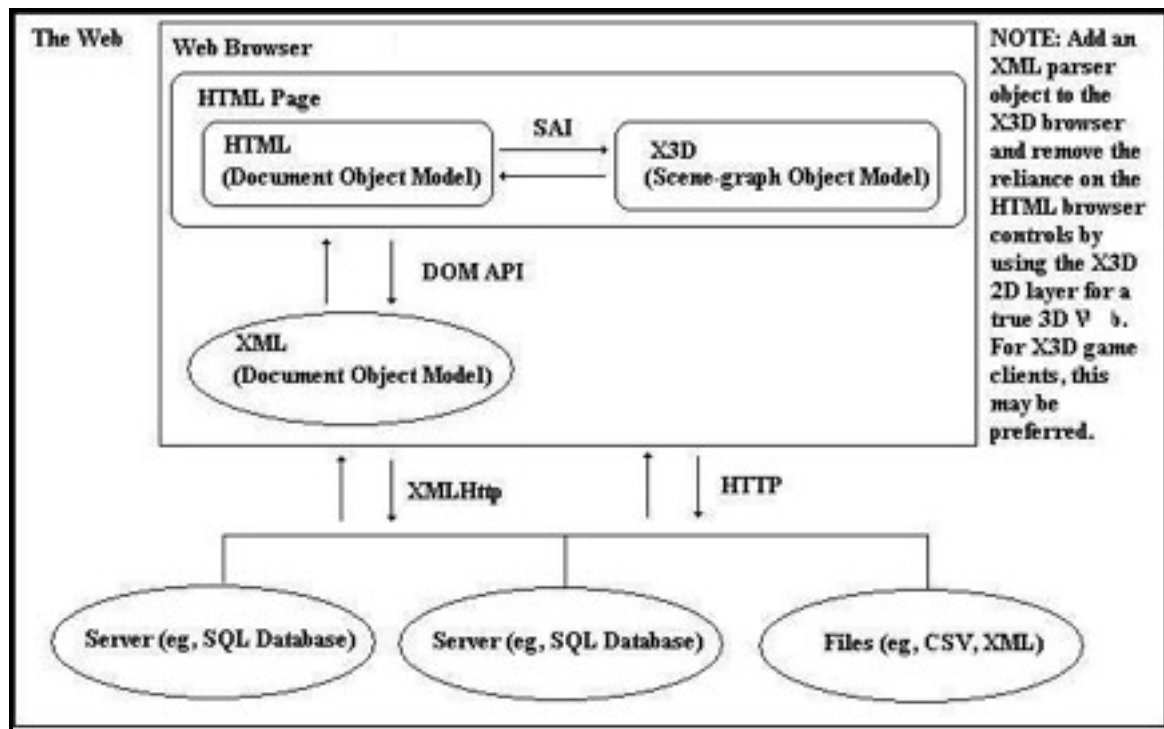 The Web
Web Browser
HTML Page
HTML
(Document Object Model)
SAI
X3D
(Scene-graph Object Model)
DOM API
XML
(Document Object Model)
XMLHttp
HTTP
Server (eg, SQL Database)
Server (eg, SQL Database)
Files (eg, CSV, XML)
NOTE: Add an
XML parser
object to the
X3D browser
and remove the
reliance on the
HTML browser
controls by
using the X3D
2D layer for a
true 3D
For X3D game
clients, this
may be
preferred.